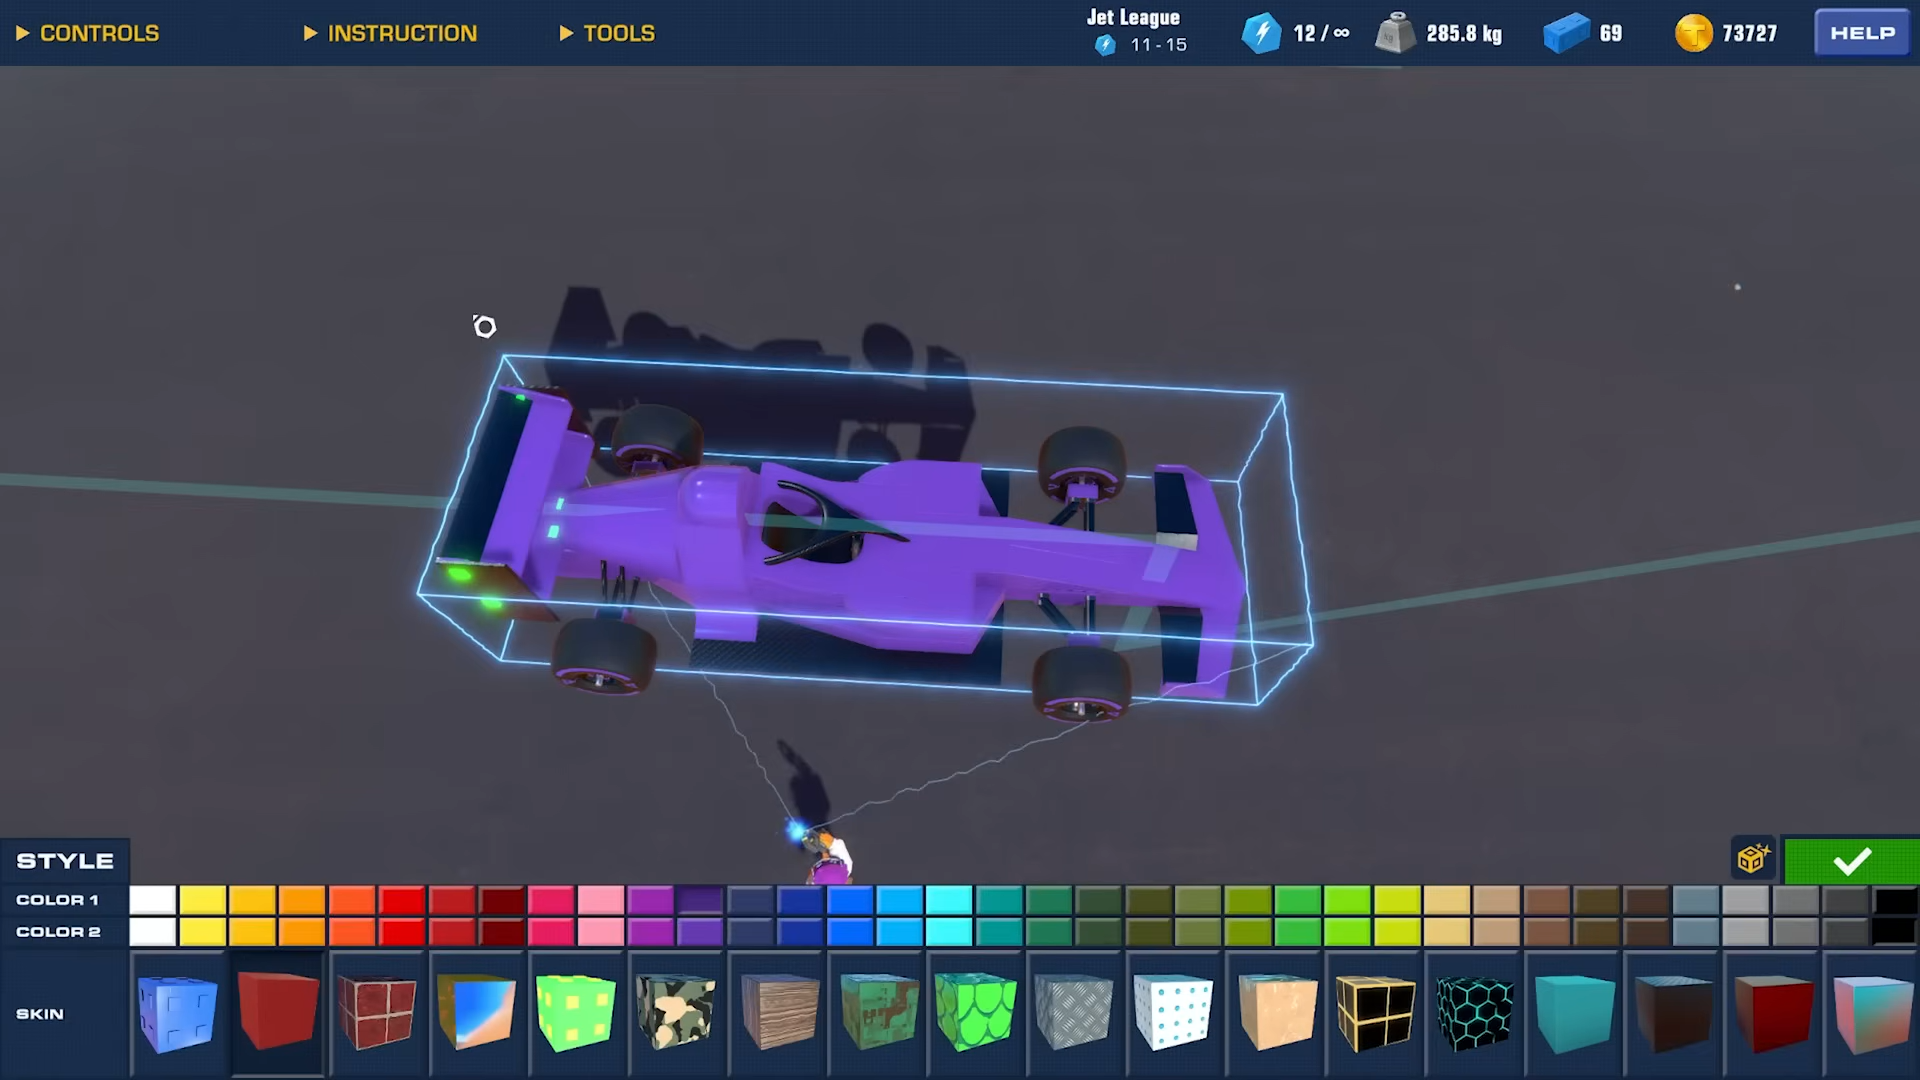 CONTROLS
INSTRUCTION
TOOLS
Jet League
11 - 15
12 / ∞
285.8 kg
69
73727
HELP
STYLE
COLOR 1
COLOR 2
SKIN